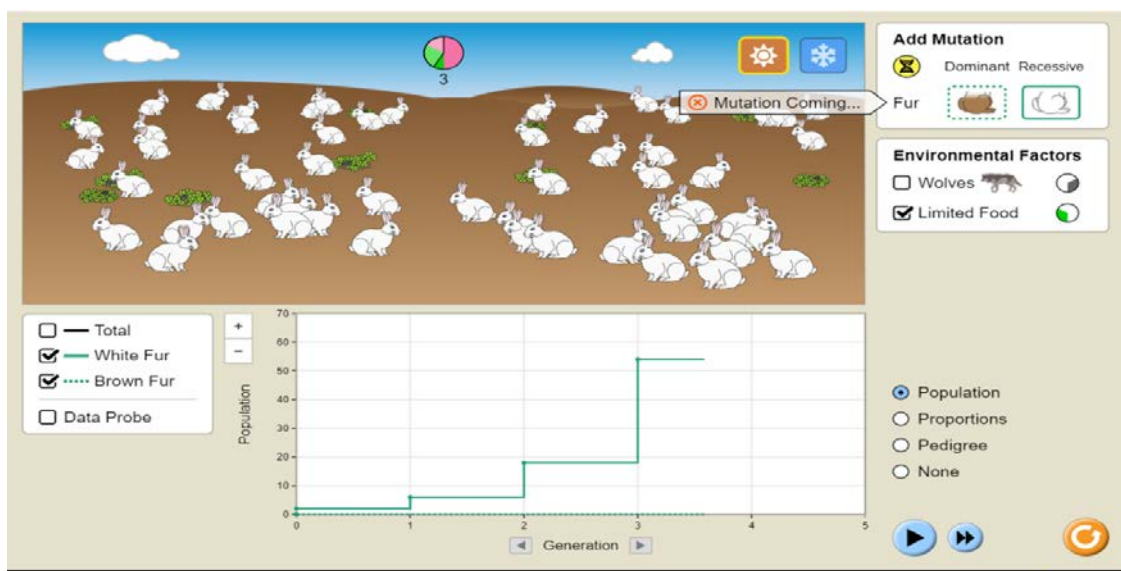 3
Add Mutation
Dominant Recessive
Mutation Coming...
Fur
Environmental Factors
Wolves
Limited Food
Total
White Fur
Brown Fur
Data Probe
+
−
Population
70
60
50
40
30
20
10
0
0 1 2 3 4 5
Generation
Population
Proportions
Pedigree
None